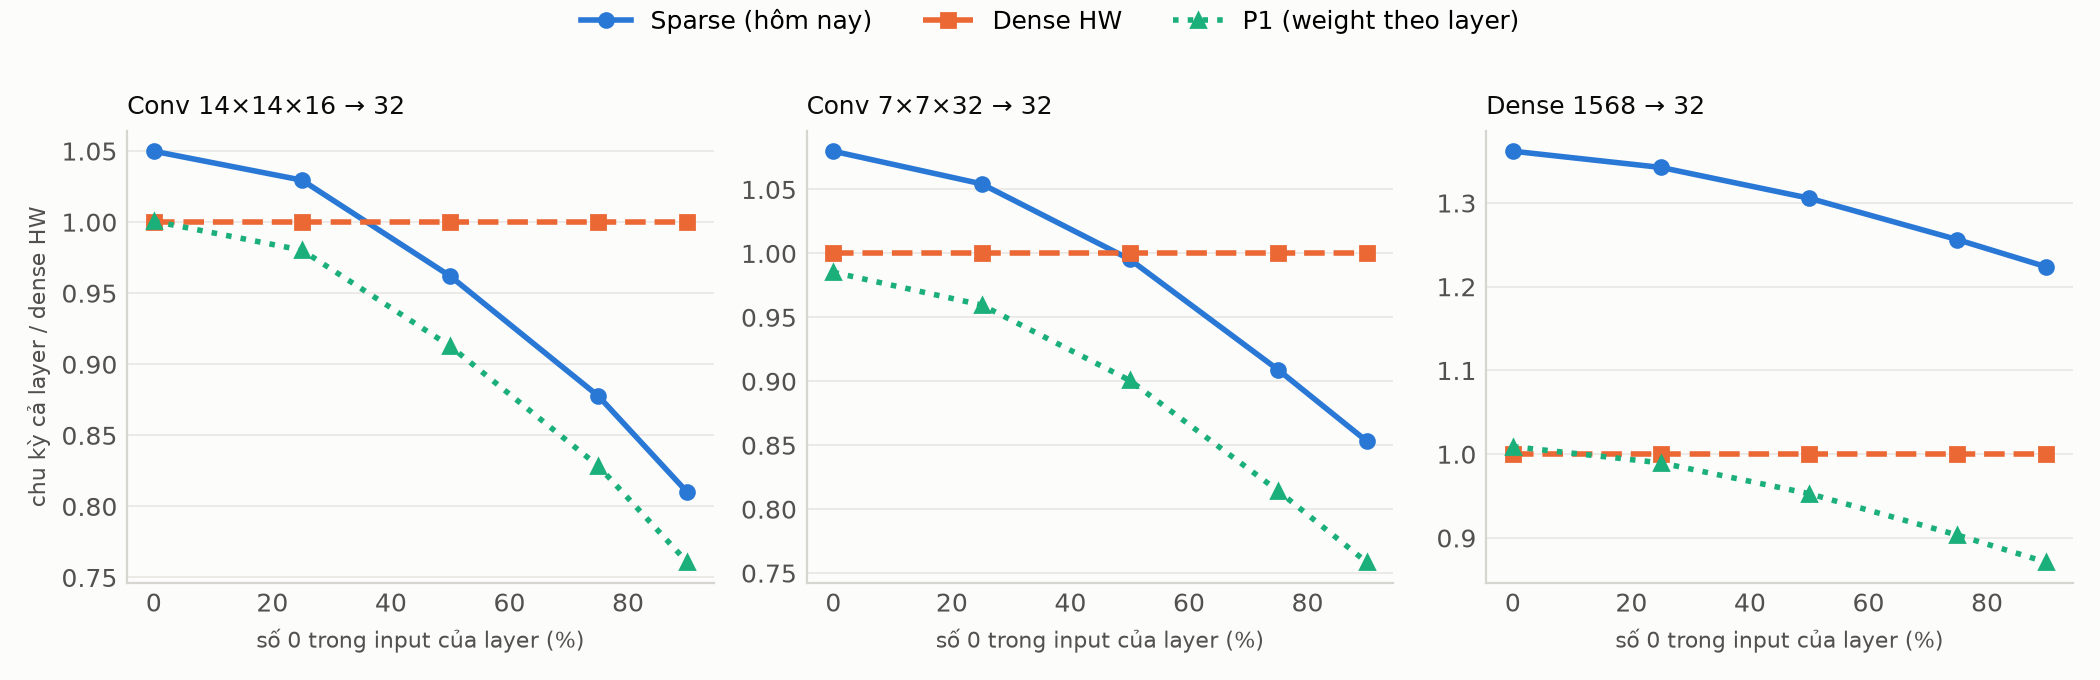 Sparse (hôm nay) Dense HW P1 (weight theo layer)
Conv 14×14×16 → 32
chu kỳ cả layer / dense HW
1.05
1.00
0.95
0.90
0.85
0.80
0.75
0 20 40 60 80
số 0 trong input của layer (%)
Conv 7×7×32 → 32
1.05
1.00
0.95
0.90
0.85
0.80
0.75
0 20 40 60 80
số 0 trong input của layer (%)
Dense 1568 → 32
1.3
1.2
1.1
1.0
0.9
0 20 40 60 80
số 0 trong input của layer (%)